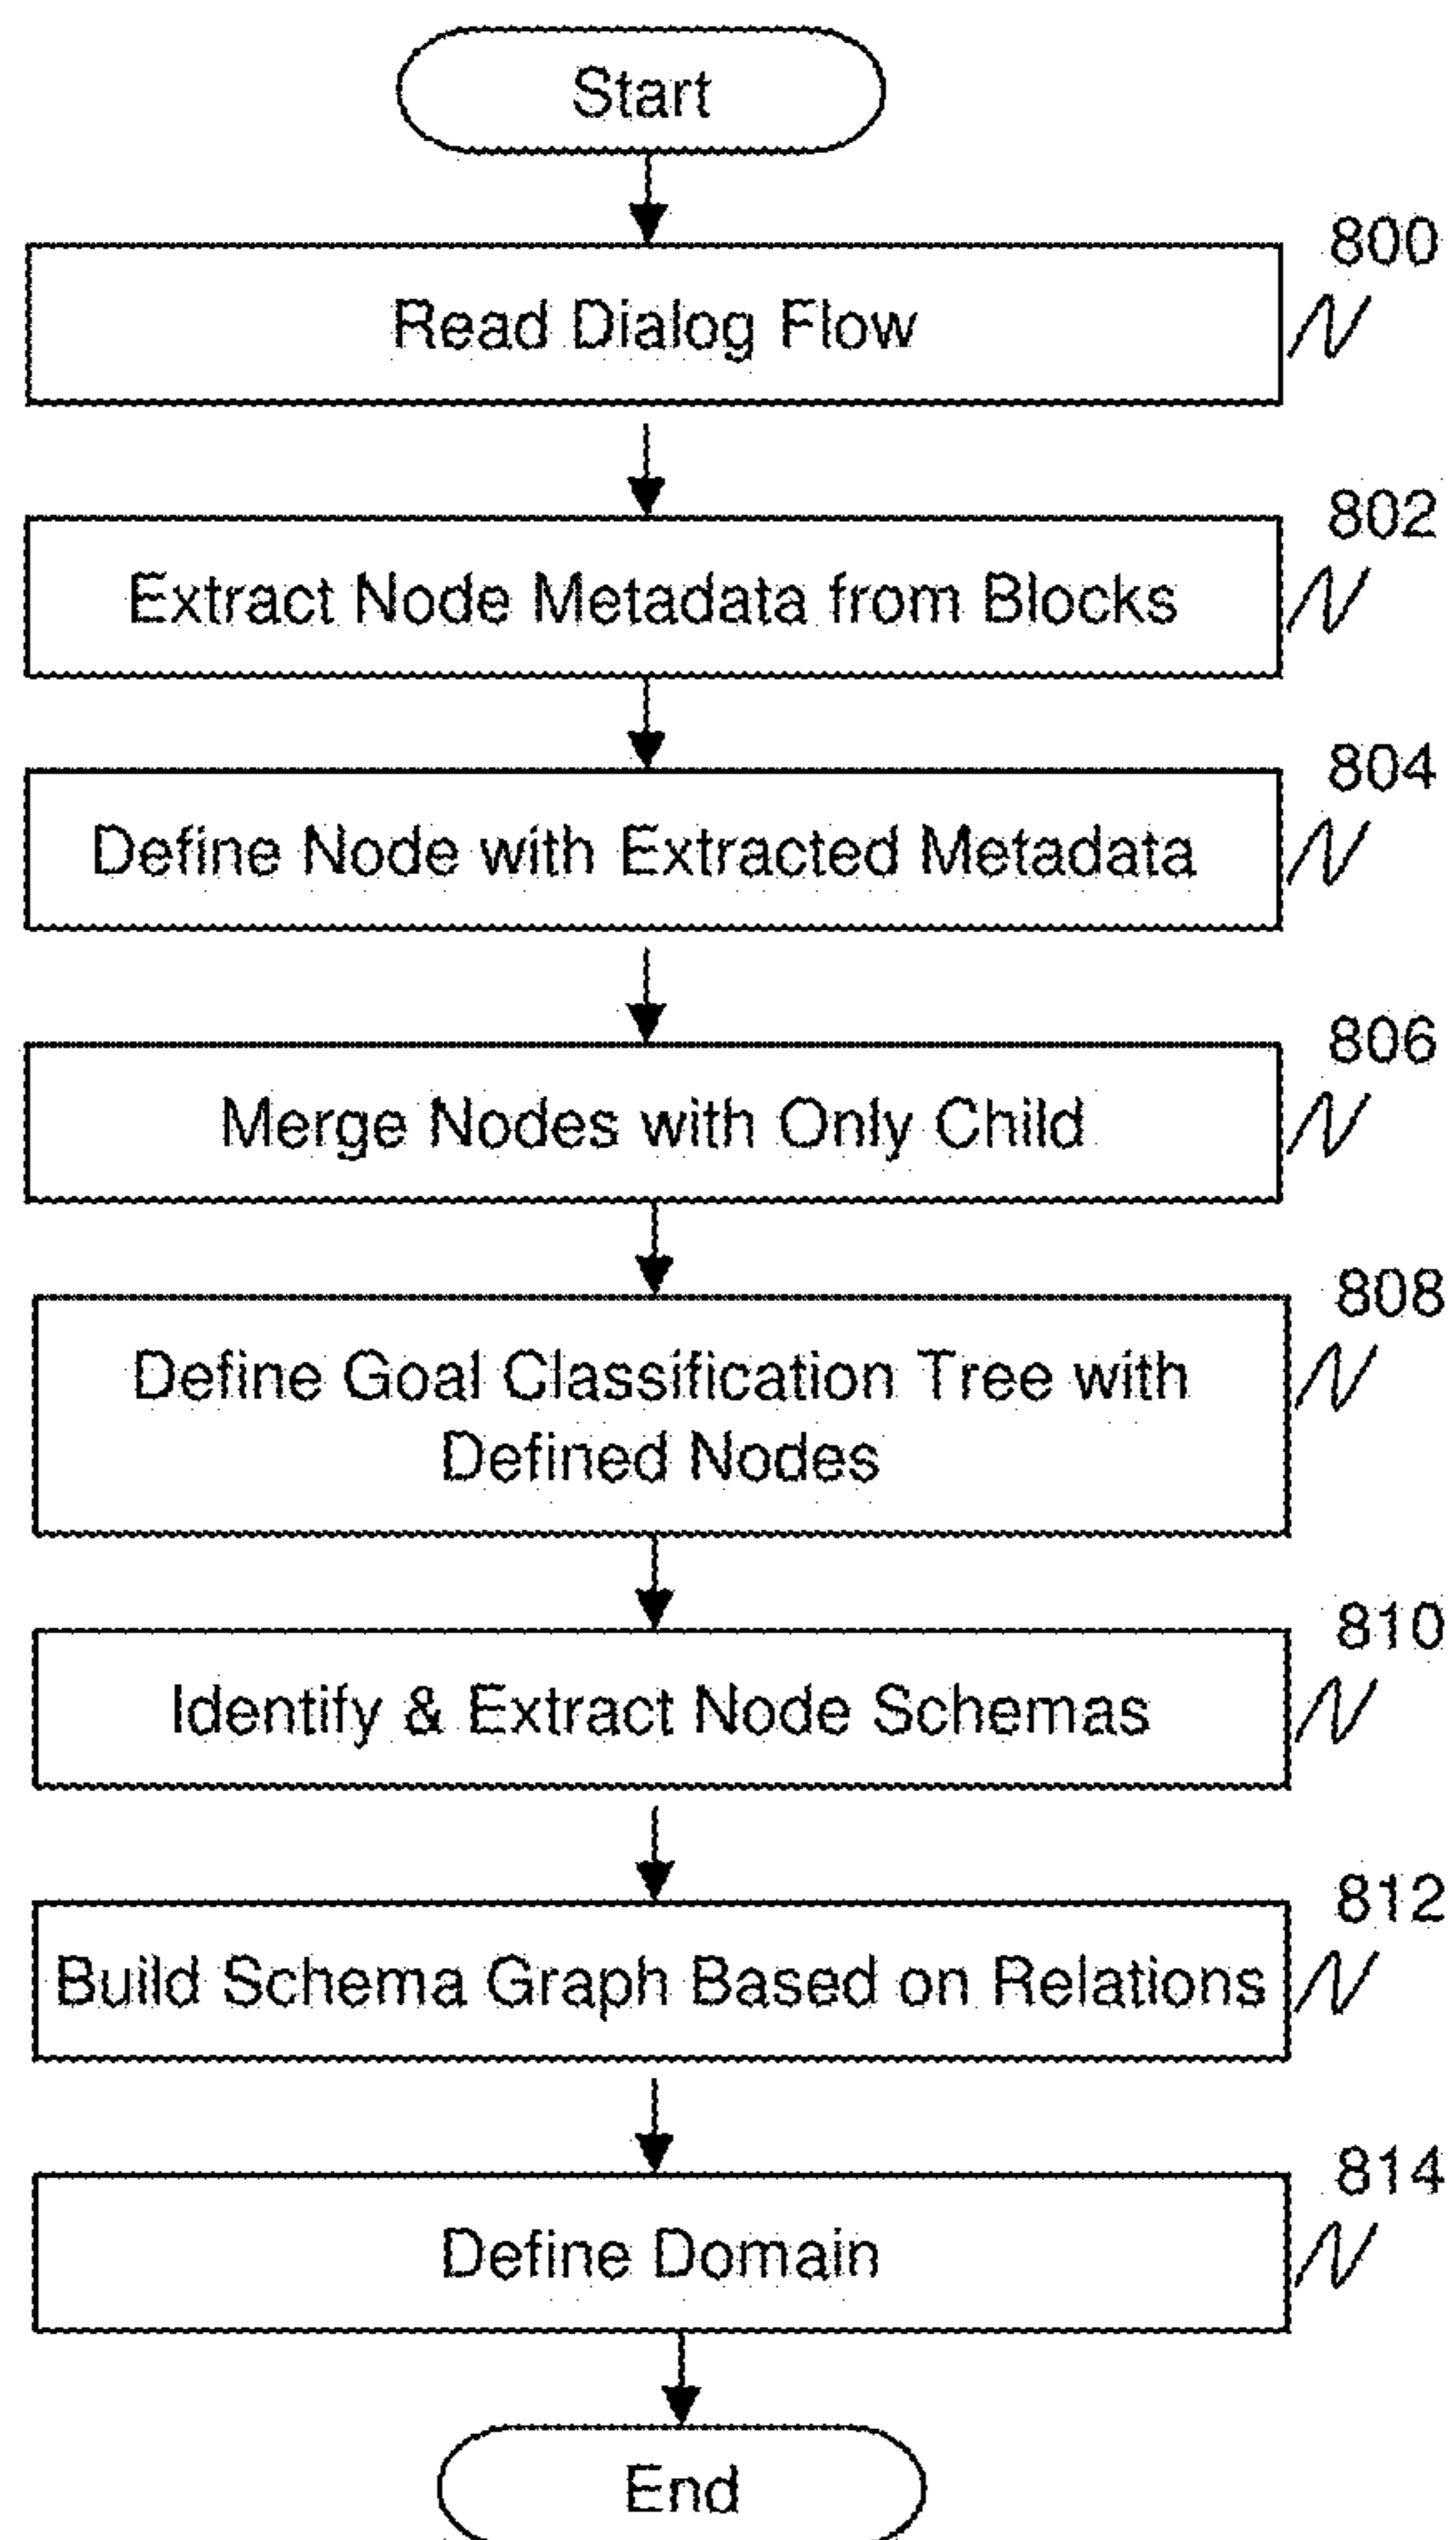 Start
800
Read Dialog Flow
802
Extract Node Metadata from Blocks
804
Define Node with Extracted Metadata
806
Merge Nodes with Only Child
808
Define Goal Classification Tree with
Defined Nodes
810
Identify & Extract Node Schemas
812
Build Schema Graph Based on Relations
814
Define Domain
End